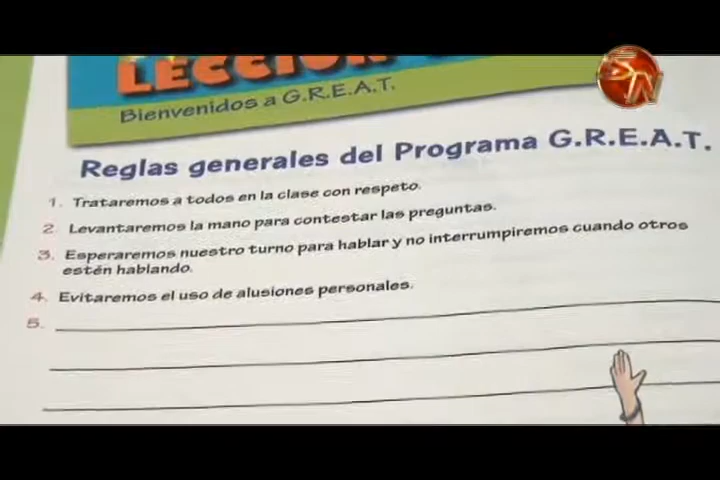 LECCIÓN
Bienvenidos a G.R.E.A.T.
Reglas generales del Programa G.R.E.A.T.
1. Trataremos a todos en la clase con respeto.
2. Levantaremos la mano para contestar las preguntas.
3. Esperaremos nuestro turno para hablar y no interrumpiremos cuando otros
estén hablando.
4. Evitaremos el uso de alusiones personales.
5.
SN